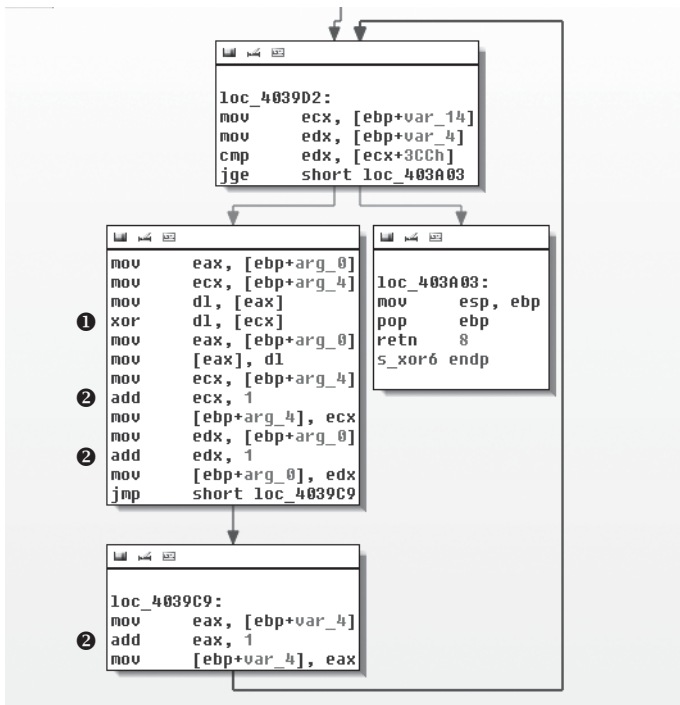 loc_4039D2:
mov ecx, [ebp+var_14]
mov edx, [ebp+var_4]
cmp edx, [ecx+3CCh]
jge short loc_403A03
mov eax, [ebp+arg_0]
mov ecx, [ebp+arg_4]
mov dl, [eax]
❶ xor dl, [ecx]
mov eax, [ebp+arg_0]
mov [eax], dl
mov ecx, [ebp+arg_4]
❷ add ecx, 1
mov [ebp+arg_4], ecx
mov edx, [ebp+arg_0]
❷ add edx, 1
mov [ebp+arg_0], edx
jmp short loc_4039C9
loc_403A03:
mov esp, ebp
pop ebp
retn 8
s_xor6 endp
loc_4039C9:
mov eax, [ebp+var_4]
❷ add eax, 1
mov [ebp+var_4], eax